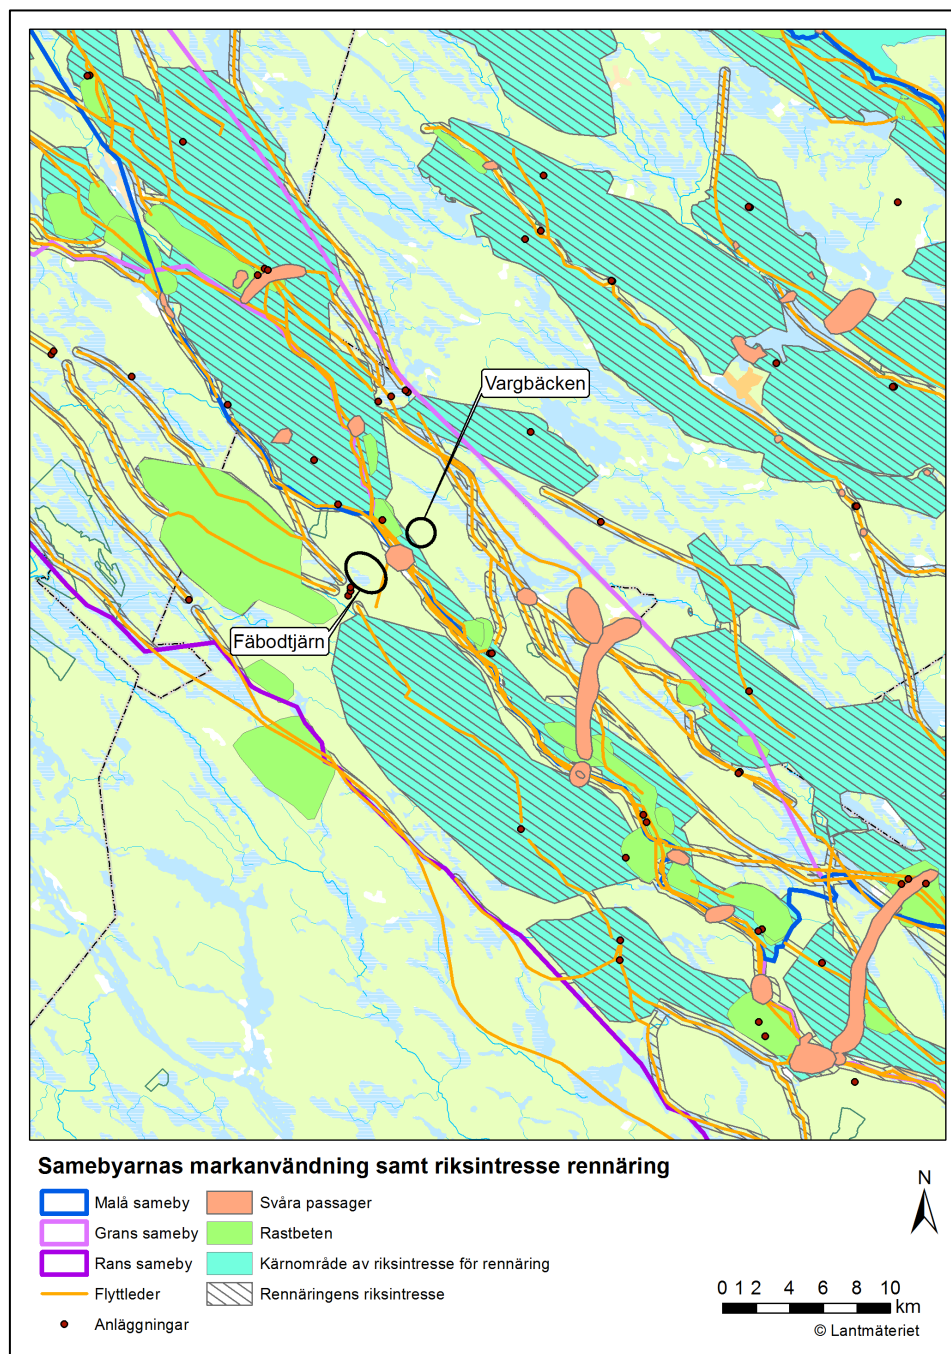 Vargbäcken
Fäbodtjärn
Samebyarnas markanvändning samt riksintresse rennäring
Malå sameby
Svåra passager
Grans sameby
Rastbeten
Rans sameby
Kärnområde av riksintresse för rennäring
Flyttleder
Rennäringens riksintresse
Anläggningar
N
0 1 2 4 6 8 10
km
© Lantmäteriet